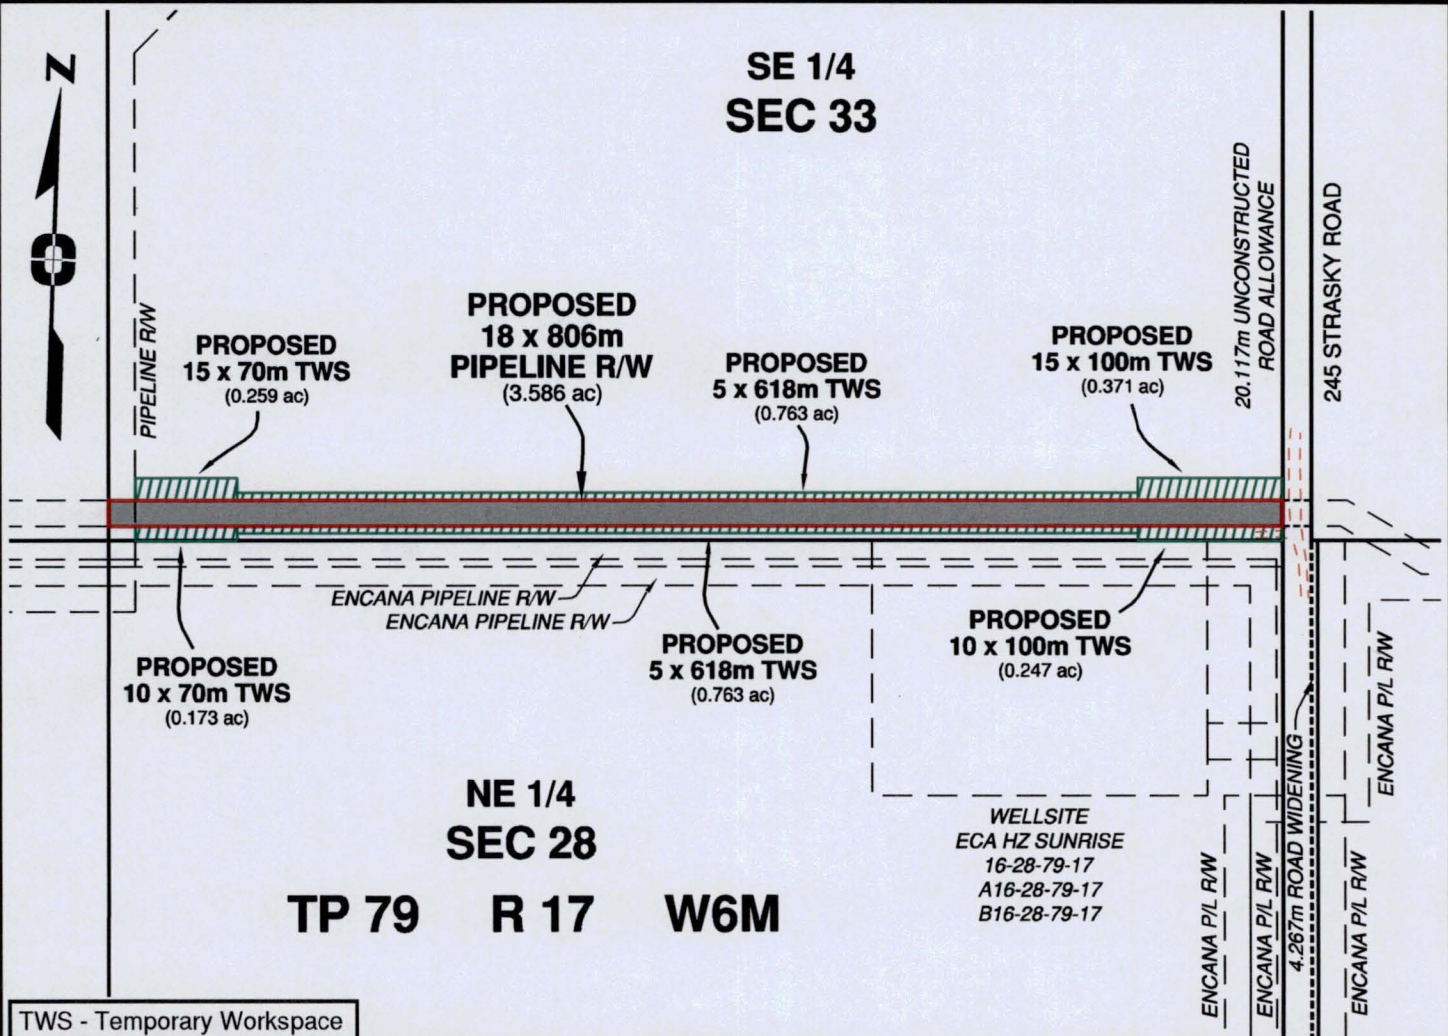 N
SE 1/4
SEC 33
20.117m UNCONSTRUCTED
ROAD ALLOWANCE
245 STRASKY ROAD
PIPELINE R/W
PROPOSED
15 x 70m TWS
(0.259 ac)
PROPOSED
18 x 806m
PIPELINE R/W
(3.586 ac)
PROPOSED
5 x 618m TWS
(0.763 ac)
PROPOSED
15 x 100m TWS
(0.371 ac)
ENCANA PIPELINE R/W
ENCANA PIPELINE R/W
PROPOSED
10 x 70m TWS
(0.173 ac)
PROPOSED
5 x 618m TWS
(0.763 ac)
PROPOSED
10 x 100m TWS
(0.247 ac)
ENCANA P/L R/W
NE 1/4
SEC 28
TP 79 R 17 W6M
WELLSITE
ECA HZ SUNRISE
16-28-79-17
A16-28-79-17
B16-28-79-17
ENCANA P/L R/W
ENCANA P/L R/W
4.267m ROAD WIDENING
ENCANA P/L R/W
TWS - Temporary Workspace